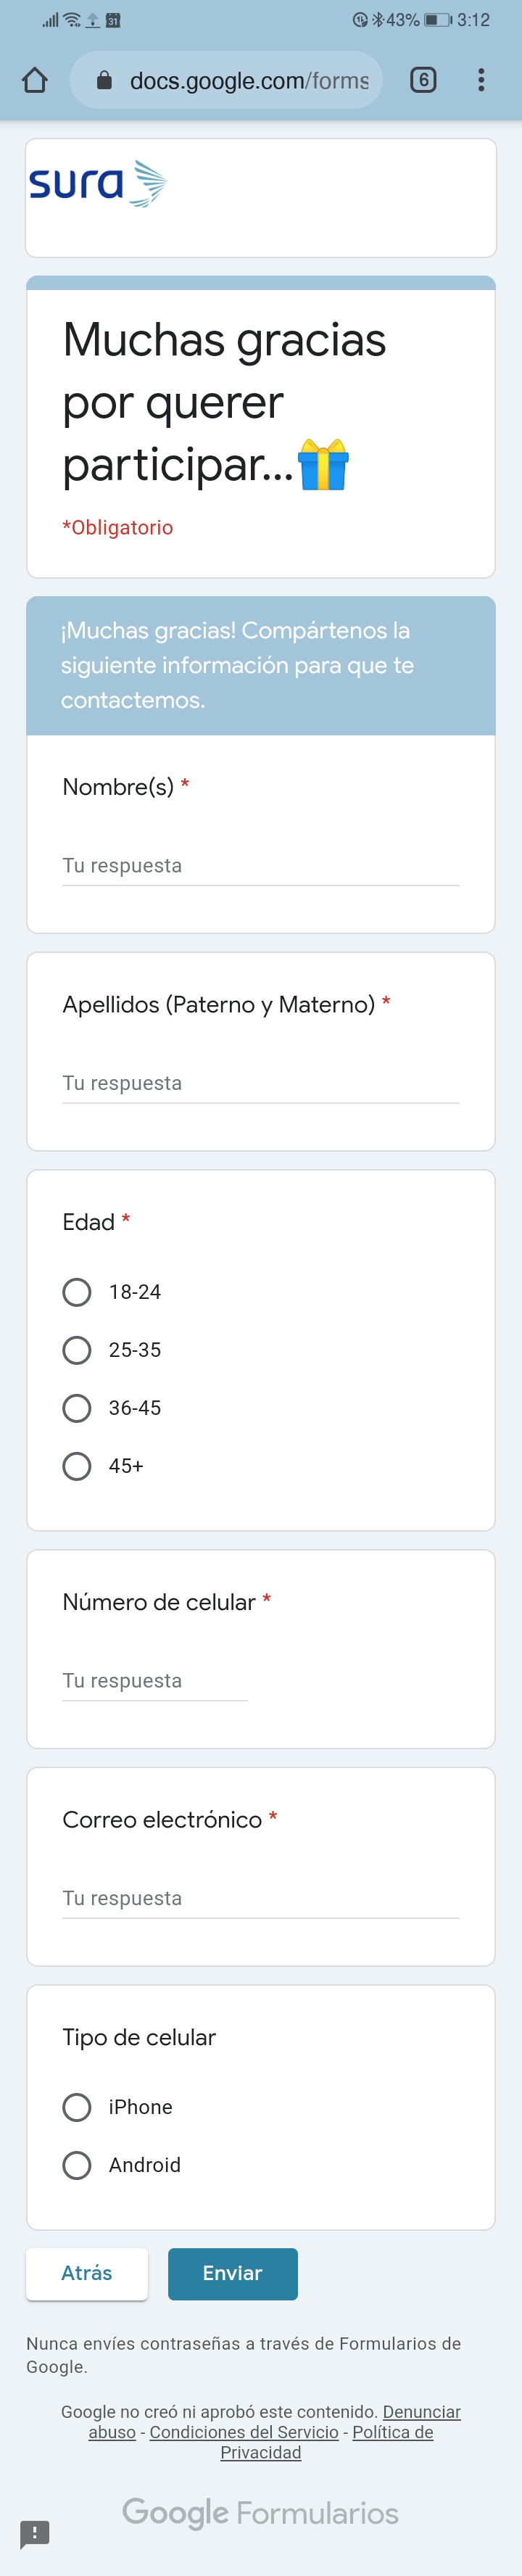 31 43% 3:12
docs.google.com/forms 6
sura
Muchas gracias
por querer
participar...
*Obligatorio
¡Muchas gracias! Compártenos la
siguiente información para que te
contactemos.
Nombre(s) *
Tu respuesta
Apellidos (Paterno y Materno) *
Tu respuesta
Edad *
18-24
25-35
36-45
45+
Número de celular *
Tu respuesta
Correo electrónico *
Tu respuesta
Tipo de celular
iPhone
Android
Atrás Enviar
Nunca envíes contraseñas a través de Formularios de
Google.
Google no creó ni aprobó este contenido. Denunciar
abuso - Condiciones del Servicio - Política de
Privacidad
Google Formularios